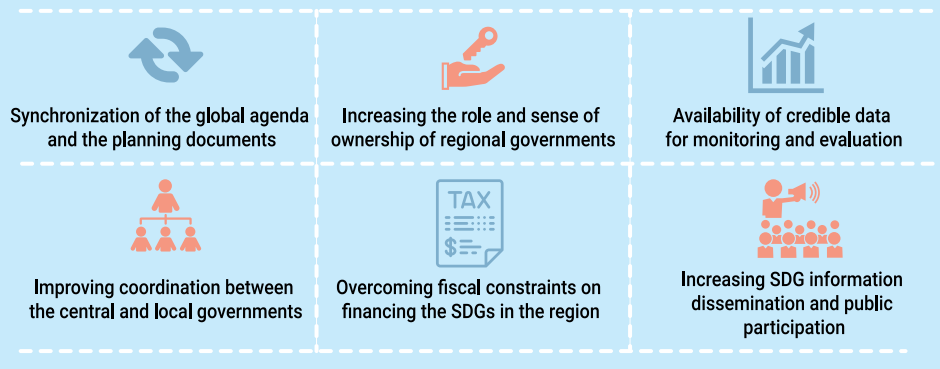 Synchronization of the global agenda
and the planning documents
Increasing the role and sense of
ownership of regional governments
Availability of credible data
for monitoring and evaluation
Improving coordination between
the central and local governments
TAX
$
Overcoming fiscal constraints on
financing the SDGs in the region
Increasing SDG information
dissemination and public
participation